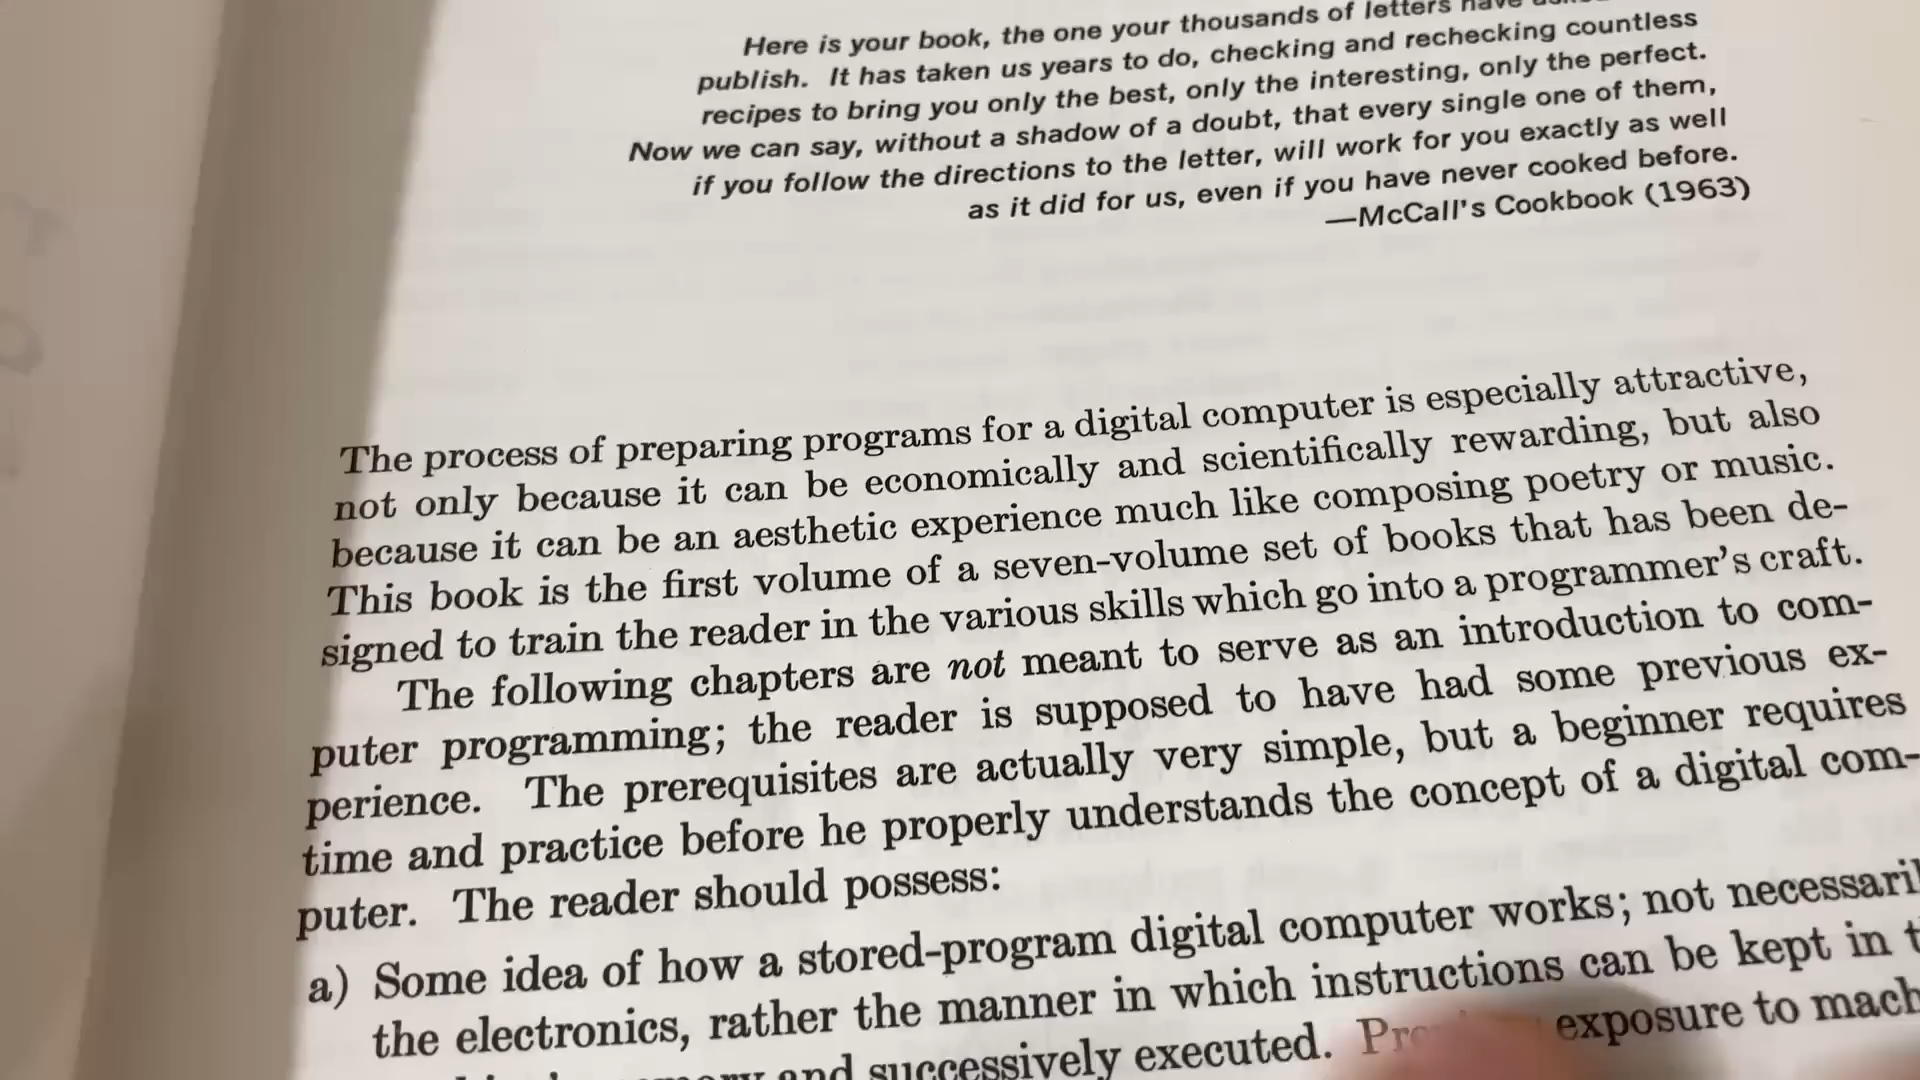 Here is your book, the one your thousands of letters have
publish. It has taken us years to do, checking and rechecking countless
recipes to bring you only the best, only the interesting, only the perfect.
Now we can say, without a shadow of a doubt, that every single one of them,
if you follow the directions to the letter, will work for you exactly as well
as it did for us, even if you have never cooked before.
—McCall's Cookbook (1963)
The process of preparing programs for a digital computer is especially attractive,
not only because it can be economically and scientifically rewarding, but also
because it can be an aesthetic experience much like composing poetry or music.
This book is the first volume of a seven-volume set of books that has been de-
signed to train the reader in the various skills which go into a programmer's craft.
The following chapters are not meant to serve as an introduction to com-
puter programming; the reader is supposed to have had some previous ex-
perience. The prerequisites are actually very simple, but a beginner requires
time and practice before he properly understands the concept of a digital com-
puter. The reader should possess:
a) Some idea of how a stored-program digital computer works; not
the electronics, rather the manner in which instructions can be kept in
and successively executed. exposure to